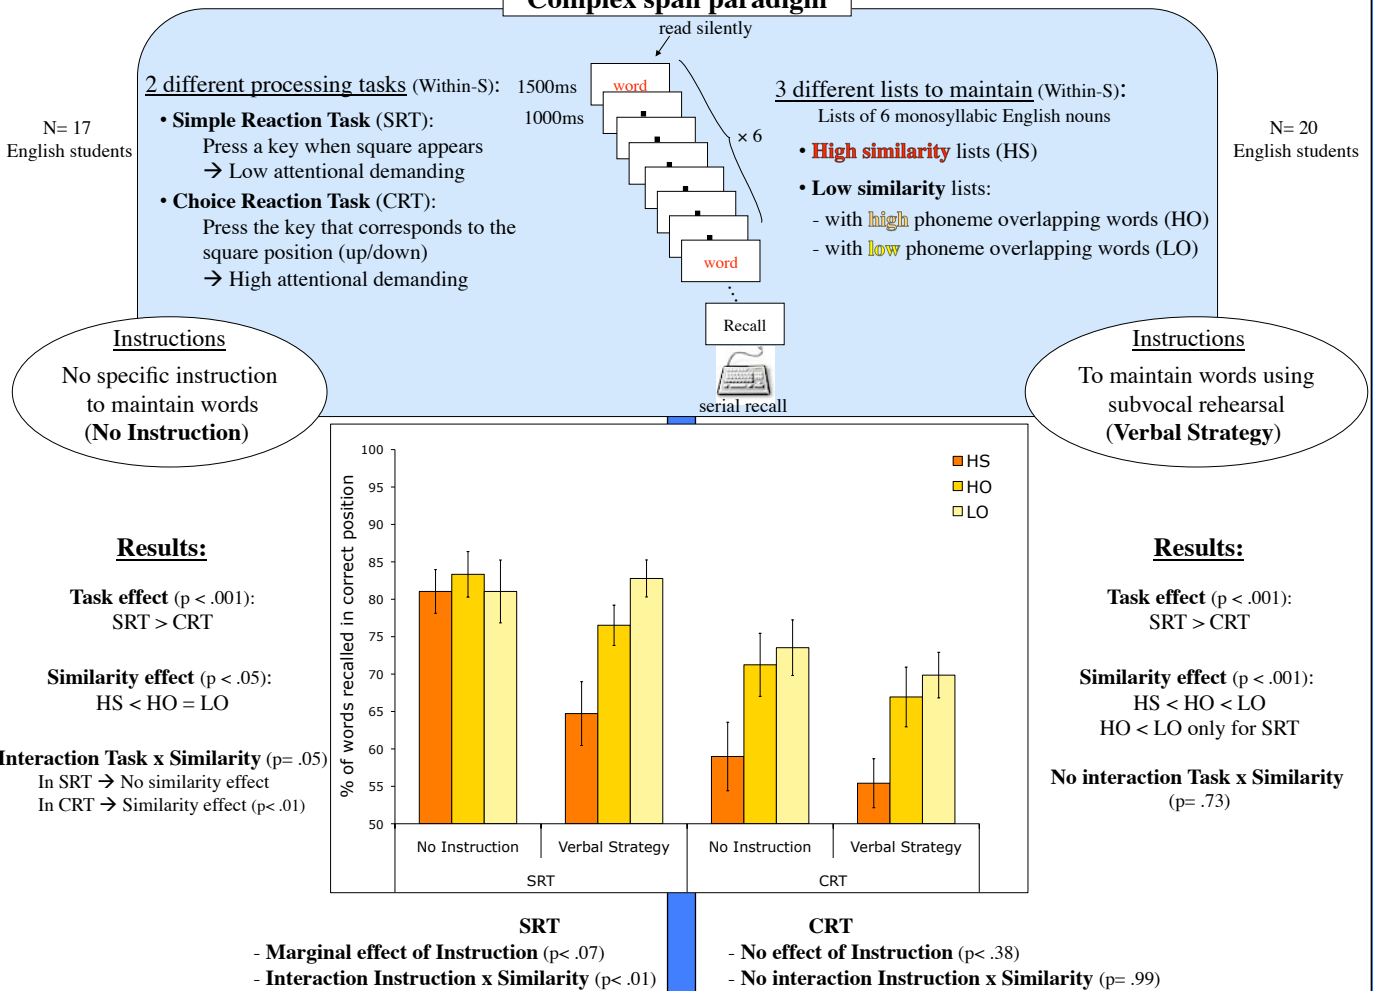 Complex span paradigm
read silently
2 different processing tasks (Within-S):
• Simple Reaction Task (SRT):
Press a key when square appears
→ Low attentional demanding
• Choice Reaction Task (CRT):
Press the key that corresponds to the
square position (up/down)
→ High attentional demanding
N= 17
English students
1500ms
1000ms
word
× 6
word
Recall
serial recall
3 different lists to maintain (Within-S):
Lists of 6 monosyllabic English nouns
• High similarity lists (HS)
• Low similarity lists:
- with high phoneme overlapping words (HO)
- with low phoneme overlapping words (LO)
N= 20
English students
Instructions
No specific instruction
to maintain words
(No Instruction)
Instructions
To maintain words using
subvocal rehearsal
(Verbal Strategy)
Results:
Task effect (p < .001):
SRT > CRT
Similarity effect (p < .05):
HS < HO = LO
Interaction Task x Similarity (p= .05)
In SRT → No similarity effect
In CRT → Similarity effect (p< .01)
% of words recalled in correct position
100
95
90
85
80
75
70
65
60
55
50
HS
HO
LO
No Instruction
Verbal Strategy
No Instruction
Verbal Strategy
SRT
CRT
Results:
Task effect (p < .001):
SRT > CRT
Similarity effect (p < .001):
HS < HO < LO
HO < LO only for SRT
No interaction Task x Similarity
(p= .73)
SRT
- Marginal effect of Instruction (p< .07)
- Interaction Instruction x Similarity (p< .01)
CRT
- No effect of Instruction (p< .38)
- No interaction Instruction x Similarity (p= .99)